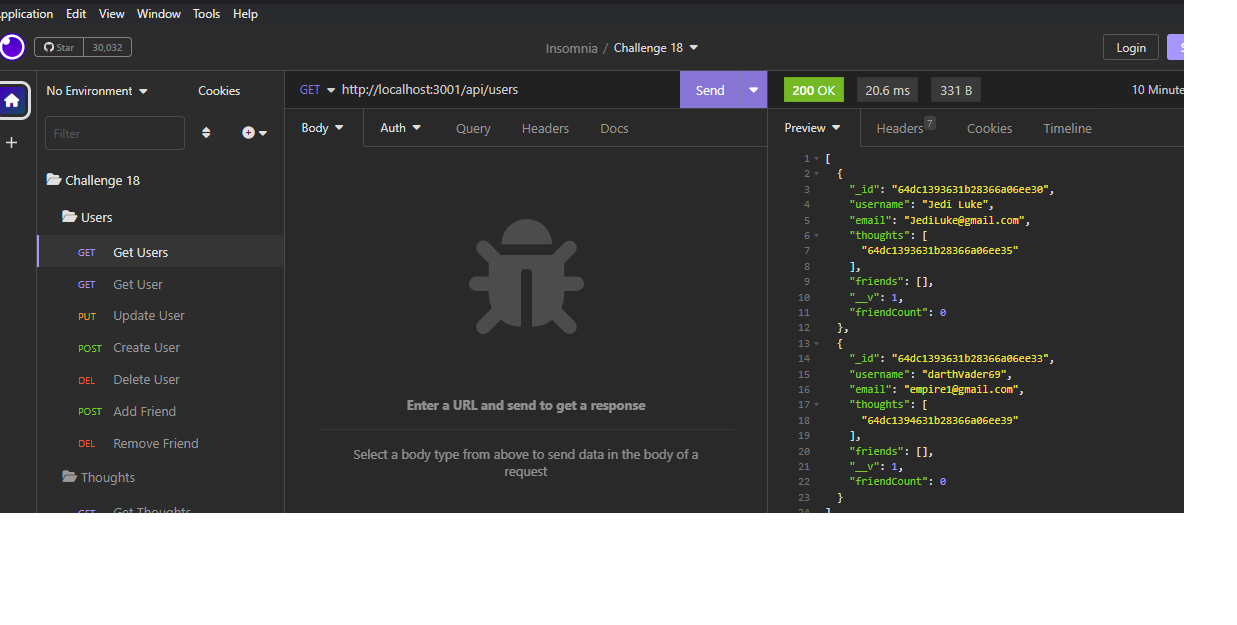 Application Edit View Window Tools Help
Star 30,032
Insomnia / Challenge 18
Login
No Environment
Cookies
GET http://localhost:3001/api/users
Send
200 OK
20.6 ms
331 B
10 Minute
Filter
Body
Auth
Query
Headers
Docs
Preview
Headers 7
Cookies
Timeline
Challenge 18
Users
GET Get Users
GET Get User
PUT Update User
POST Create User
DEL Delete User
POST Add Friend
DEL Remove Friend
Thoughts
GET Get Thoughts
Enter a URL and send to get a response
Select a body type from above to send data in the body of a
request
1 [
2 {
3 "_id": "64dc1393631b28366a06ee30",
4 "username": "Jedi Luke",
5 "email": "JediLuke@gmail.com",
6 "thoughts": [
7 "64dc1393631b28366a06ee35"
8 ],
9 "friends": [],
10 "__v": 1,
11 "friendCount": 0
12 },
13 {
14 "_id": "64dc1393631b28366a06ee33",
15 "username": "darthVader69",
16 "email": "empire1@gmail.com",
17 "thoughts": [
18 "64dc1394631b28366a06ee39"
19 ],
20 "friends": [],
21 "__v": 1,
22 "friendCount": 0
23 }
24 ]